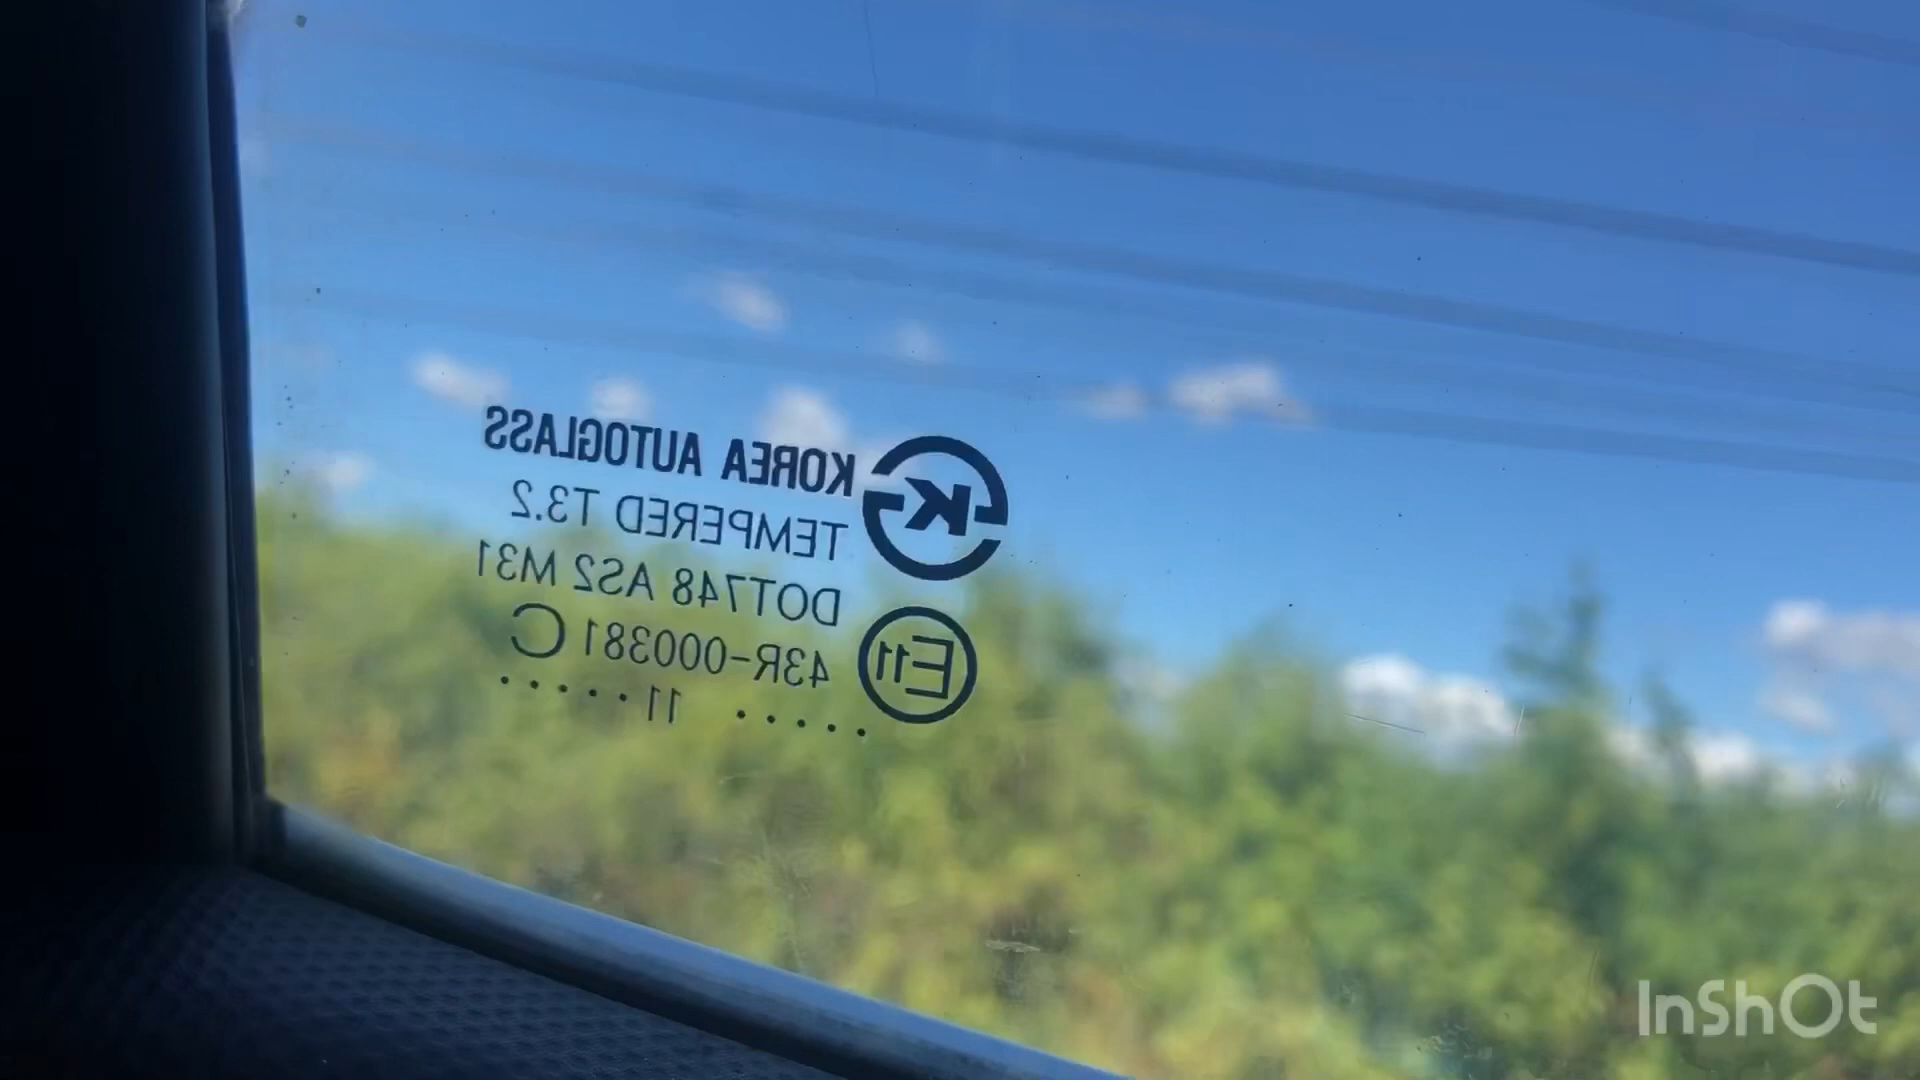 K KOREA AUTOGLASS
TEMPERED T3.2
DOT748 AS2 M31
E11 43R-000381 C
..... 11 .....
InShOt